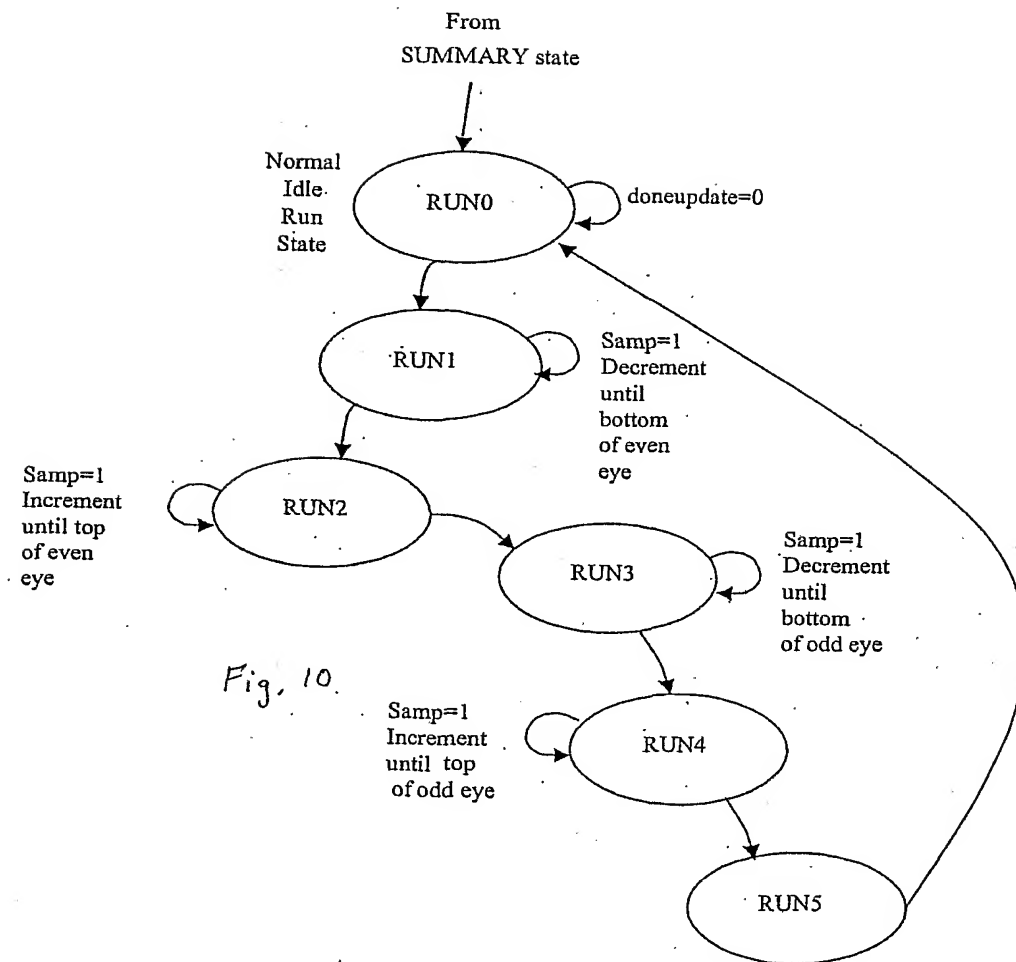 From
SUMMARY state
Normal
Idle
Run
State
RUN0
doneupdate=0
RUN1
Samp=1
Decrement
until
bottom
of even
eye
Samp=1
Increment
until top
of even
eye
RUN2
RUN3
Samp=1
Decrement
until
bottom
of odd eye
Fig. 10.
Samp=1
Increment
until top
of odd eye
RUN4
RUN5